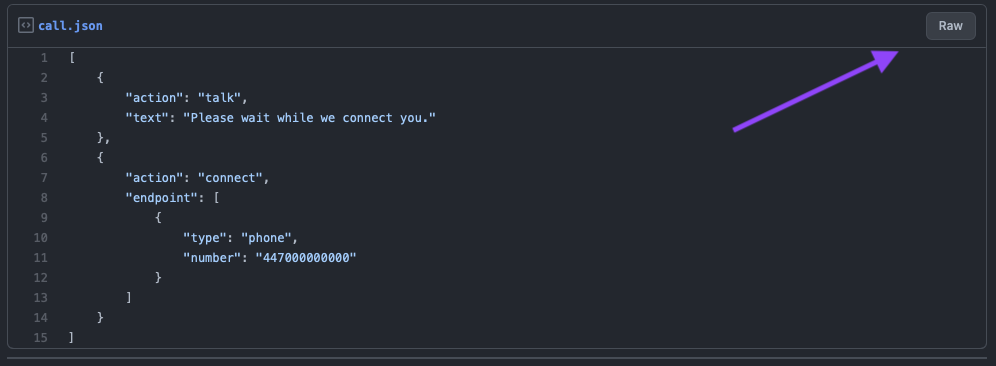 call.json
Raw
1 [
2     {
3         "action": "talk",
4         "text": "Please wait while we connect you."
5     },
6     {
7         "action": "connect",
8         "endpoint": [
9             {
10                 "type": "phone",
11                 "number": "447000000000"
12             }
13         ]
14     }
15 ]